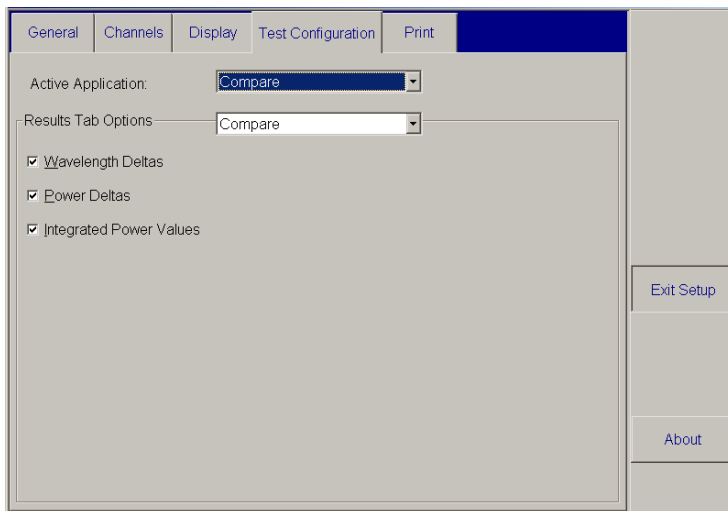 General Channels Display Test Configuration Print
Active Application: Compare
Results Tab Options Compare
Wavelength Deltas
Power Deltas
Integrated Power Values
Exit Setup
About